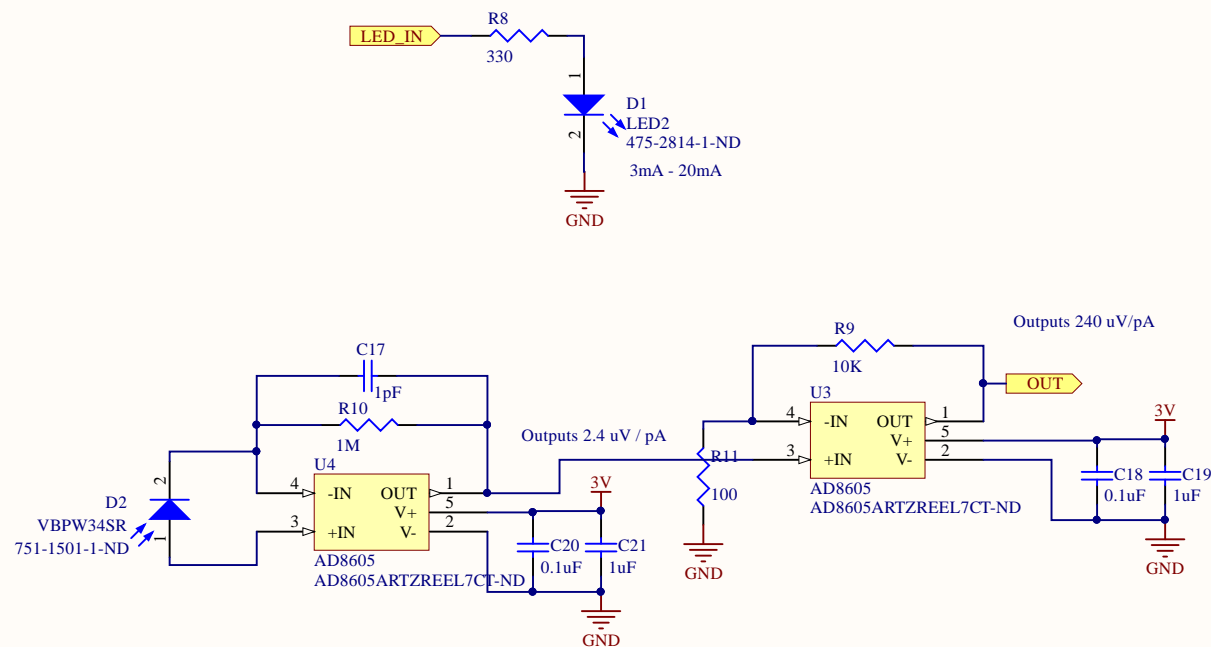 R8
LED_IN
330
1
D1
LED2
475-2814-1-ND
2
3mA - 20mA
GND
Outputs 240 uV/pA
R9
10K
OUT
C17
1pF
R10
1M
Outputs 2.4 uV / pA
U3
4
-IN
OUT
1
V+
5
3
+IN
V-
2
AD8605
AD8605ARTZREEL7CT-ND
R11
100
GND
3V
C18
0.1uF
C19
1uF
GND
U4
4
-IN
OUT
1
V+
5
3
+IN
V-
2
AD8605
AD8605ARTZREEL7CT-ND
2
D2
VBPW34SR
751-1501-1-ND
1
3V
C20
0.1uF
C21
1uF
GND